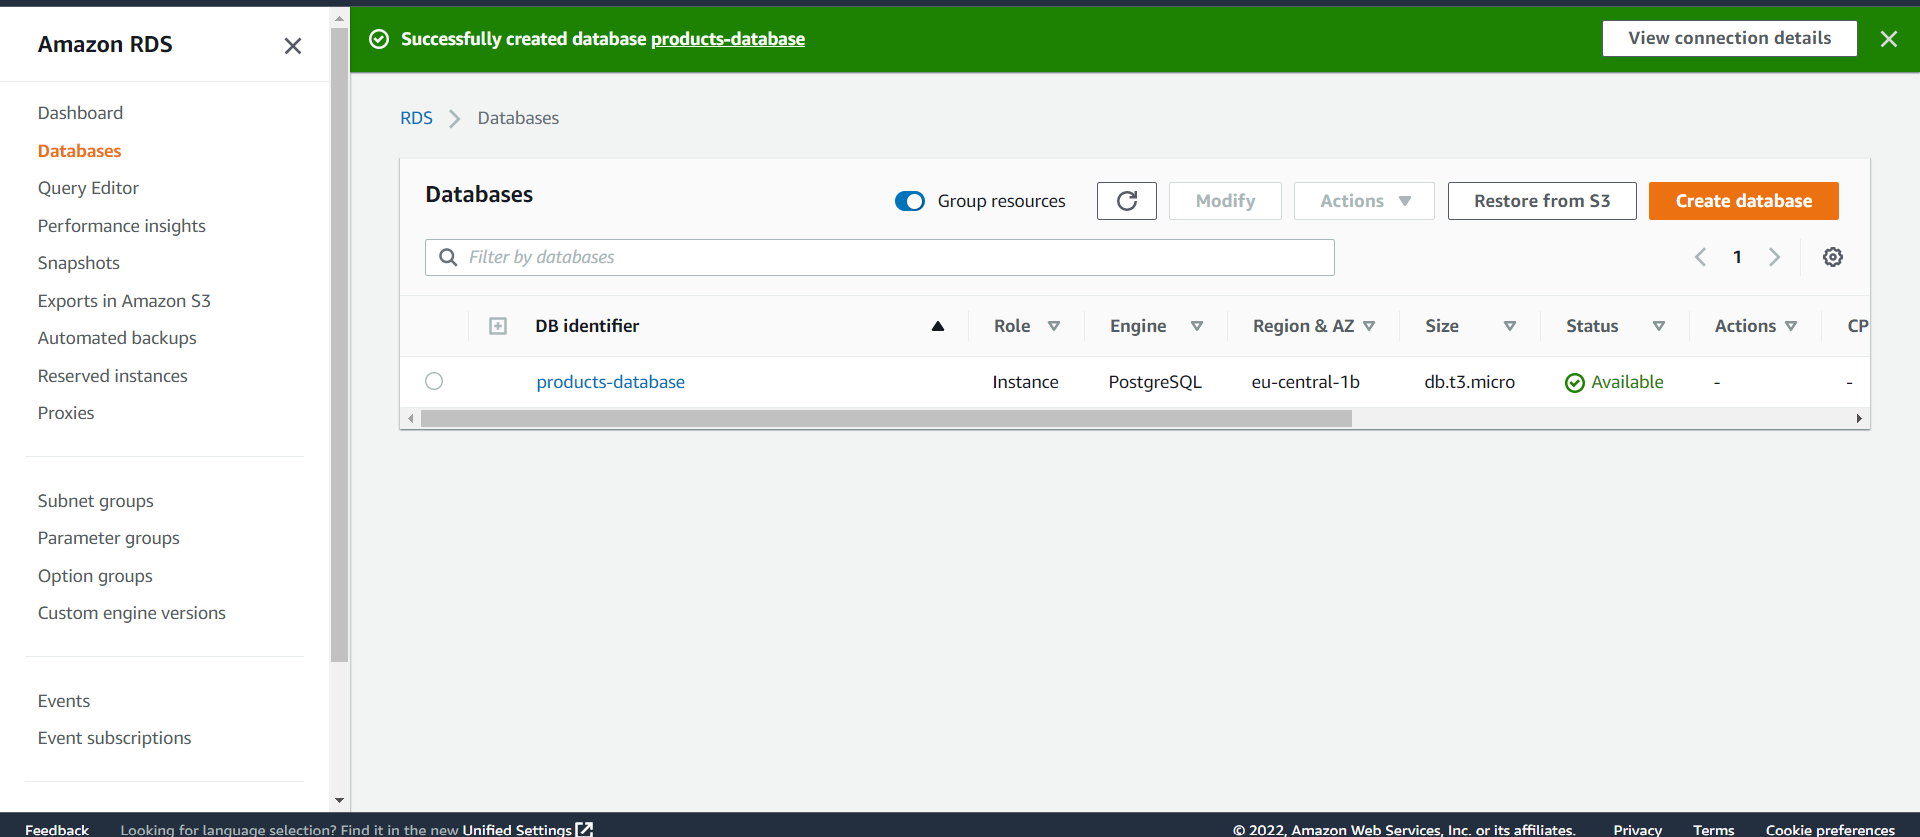 Amazon RDS
Dashboard
Databases
Query Editor
Performance insights
Snapshots
Exports in Amazon S3
Automated backups
Reserved instances
Proxies
Subnet groups
Parameter groups
Option groups
Custom engine versions
Events
Event subscriptions
Successfully created database products-database
View connection details
RDS > Databases
Databases
Group resources
Modify
Actions
Restore from S3
Create database
Filter by databases
1
DB identifier Role Engine Region & AZ Size Status Actions CP
products-database Instance PostgreSQL eu-central-1b db.t3.micro Available - -
Feedback Looking for language selection? Find it in the new Unified Settings © 2022, Amazon Web Services, Inc. or its affiliates. Privacy Terms Cookie preferences